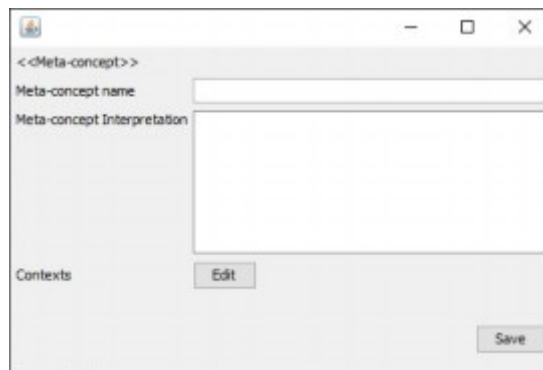 <<Meta-concept>>
Meta-concept name
Meta-concept Interpretation
Contexts Edit
Save